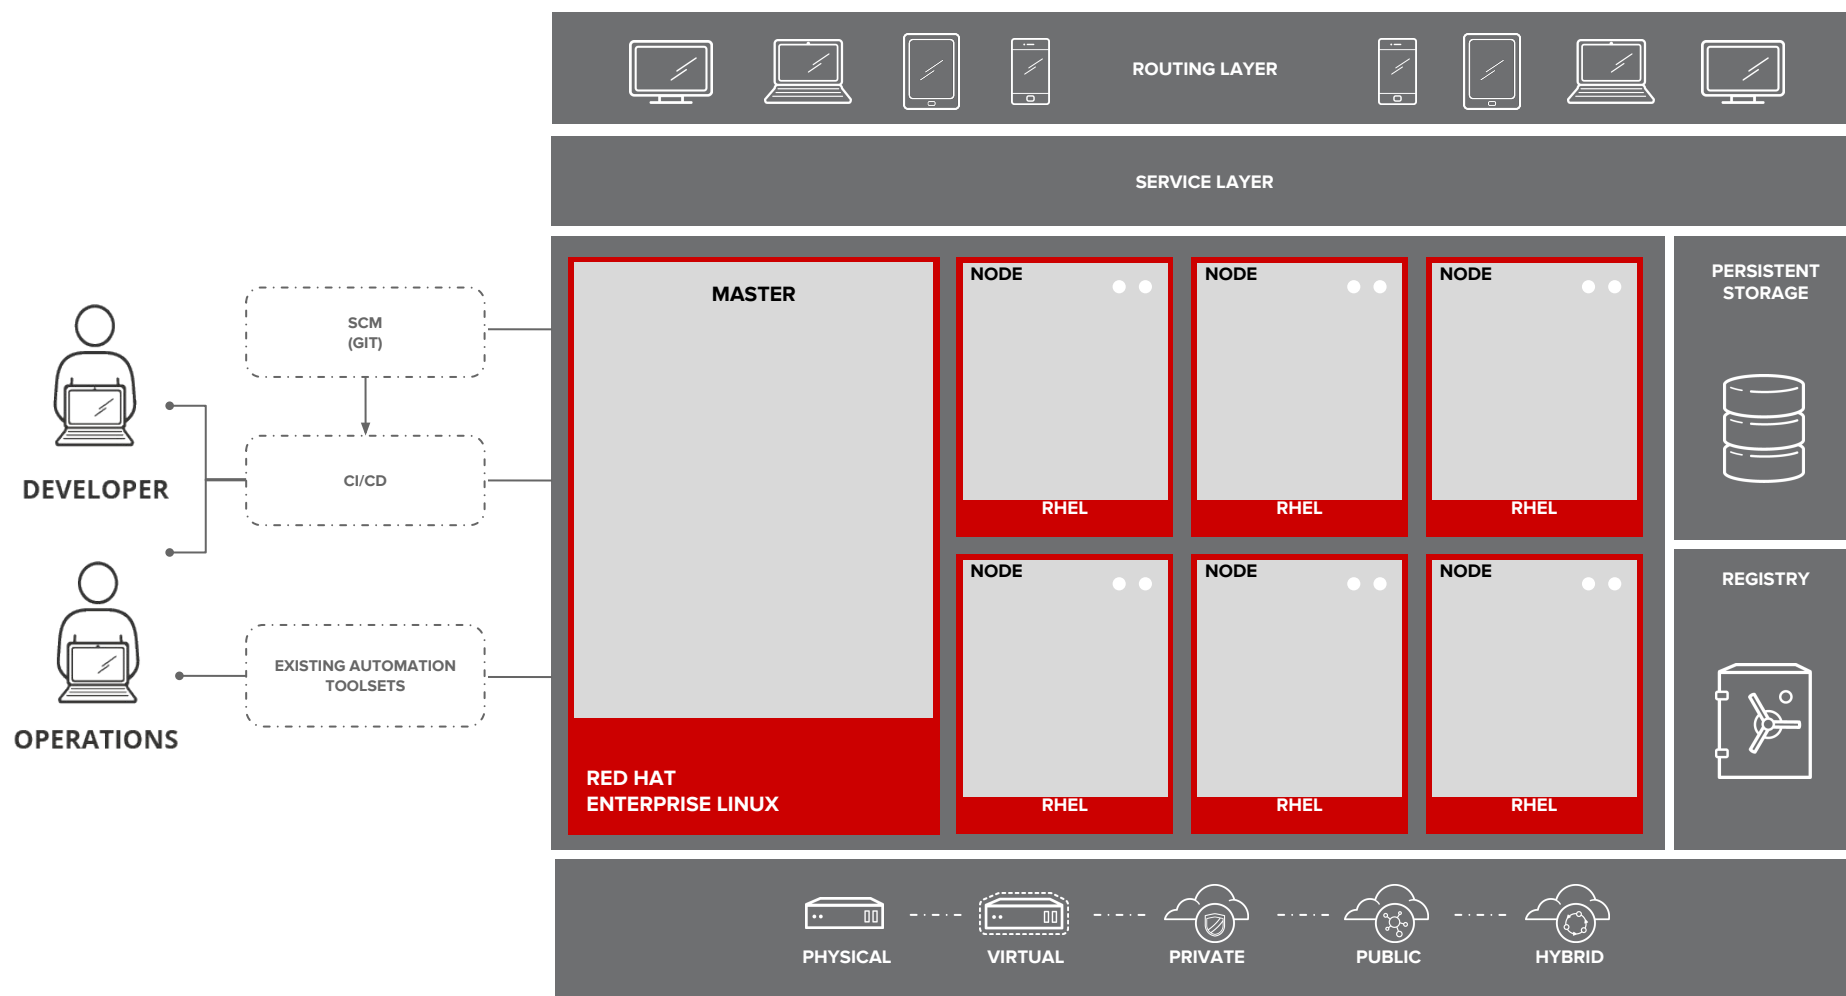 ROUTING LAYER
SERVICE LAYER
DEVELOPER
OPERATIONS
SCM
(GIT)
CI/CD
EXISTING AUTOMATION
TOOLSETS
MASTER
RED HAT
ENTERPRISE LINUX
NODE
RHEL
NODE
RHEL
NODE
RHEL
NODE
RHEL
NODE
RHEL
NODE
RHEL
PERSISTENT
STORAGE
REGISTRY
PHYSICAL
VIRTUAL
PRIVATE
PUBLIC
HYBRID